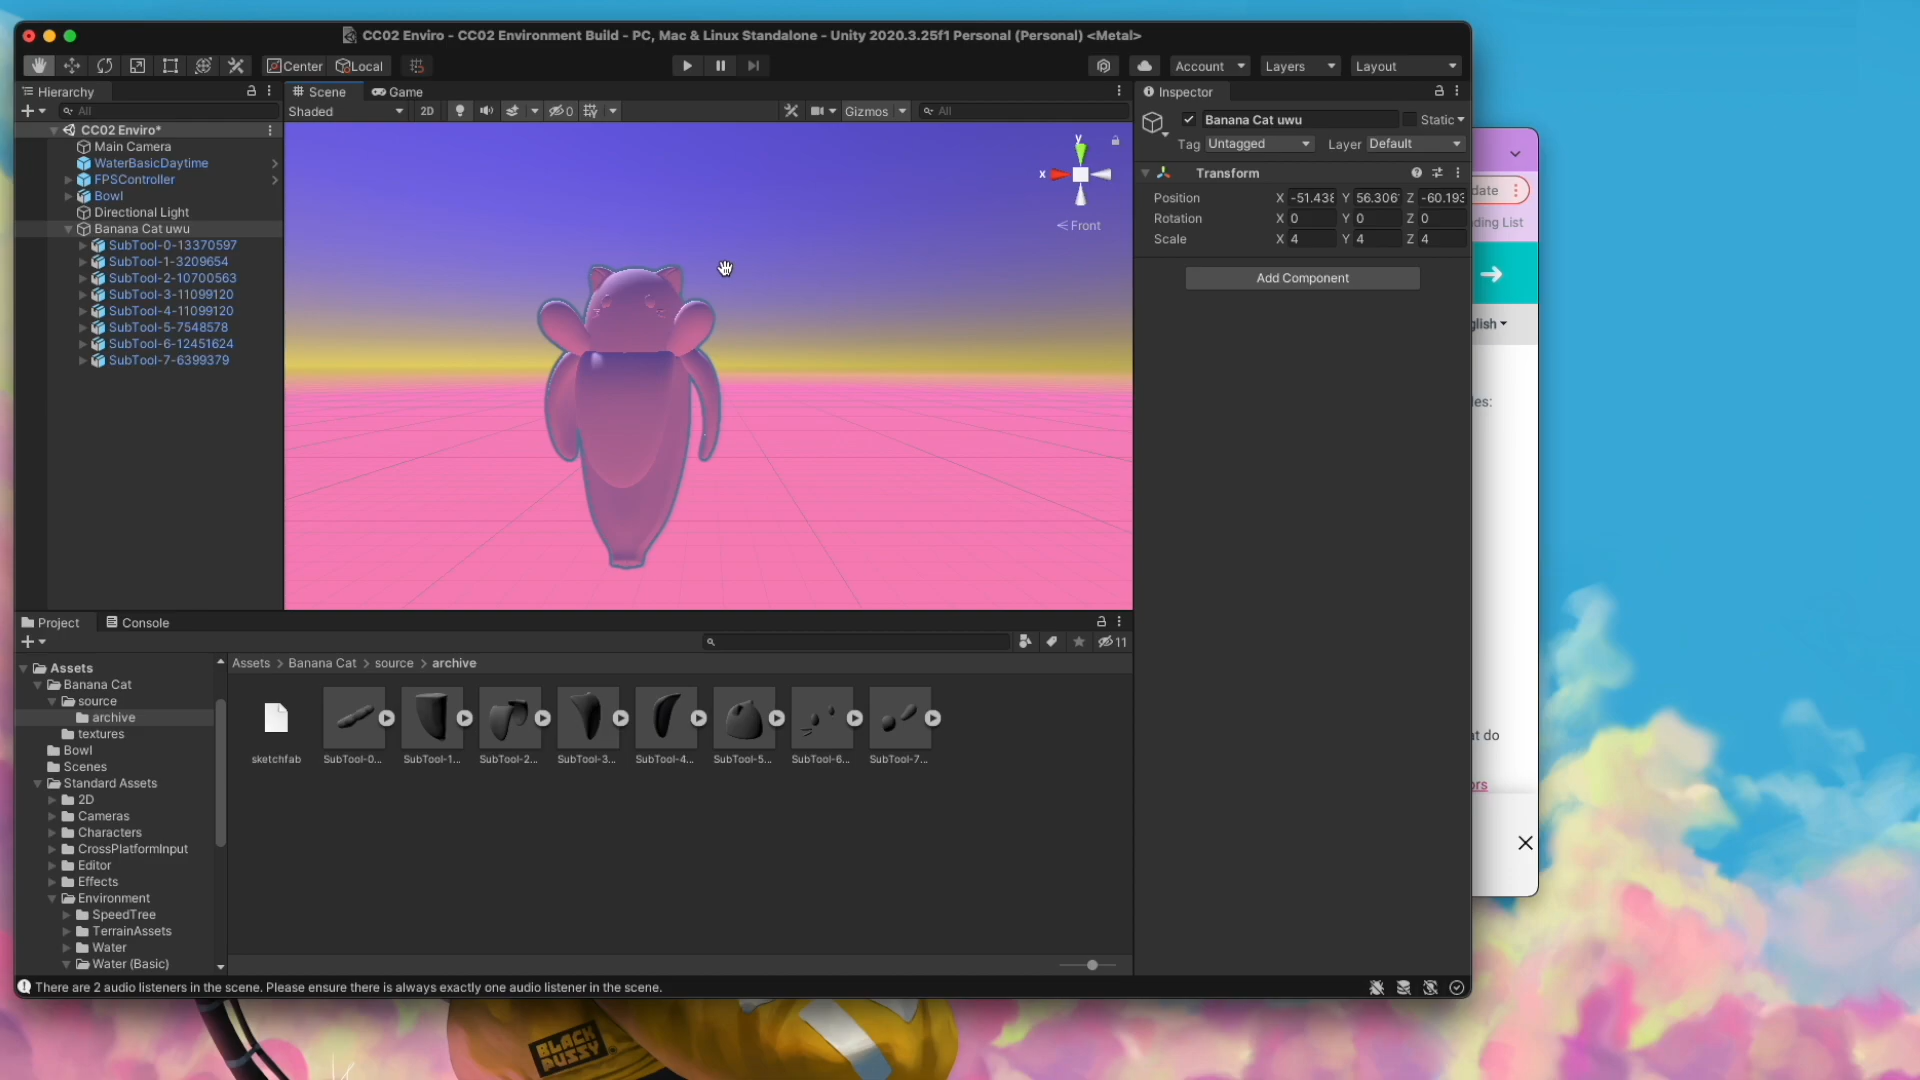 CC02 Enviro - CC02 Environment Build - PC, Mac & Linux Standalone - Unity 2020.3.25f1 Personal (Personal) <Metal>
Center Local Account Layers Layout
Hierarchy Scene Game Inspector
All Shaded 2D 0 Gizmos All
CC02 Enviro*
Main Camera
WaterBasicDaytime
FPSController
Bowl
Directional Light
Banana Cat uwu
SubTool-0-13370597
SubTool-1-3209654
SubTool-2-10700563
SubTool-3-11099120
SubTool-4-11099120
SubTool-5-7548578
SubTool-6-12451624
SubTool-7-6399379
y
x
Front
Banana Cat uwu Static
Tag Untagged Layer Default
Transform
Position X -51.438 Y 56.306 Z -60.193
Rotation X 0 Y 0 Z 0
Scale X 4 Y 4 Z 4
Add Component
date
ding List
glish
les:
at do
ors
Project Console
11
Assets
Banana Cat
source
archive
textures
Bowl
Scenes
Standard Assets
2D
Cameras
Characters
CrossPlatformInput
Editor
Effects
Environment
SpeedTree
TerrainAssets
Water
Water (Basic)
Assets > Banana Cat > source > archive
sketchfab SubTool-0... SubTool-1... SubTool-2... SubTool-3... SubTool-4... SubTool-5... SubTool-6... SubTool-7...
There are 2 audio listeners in the scene. Please ensure there is always exactly one audio listener in the scene.
BLACK
PUSSY